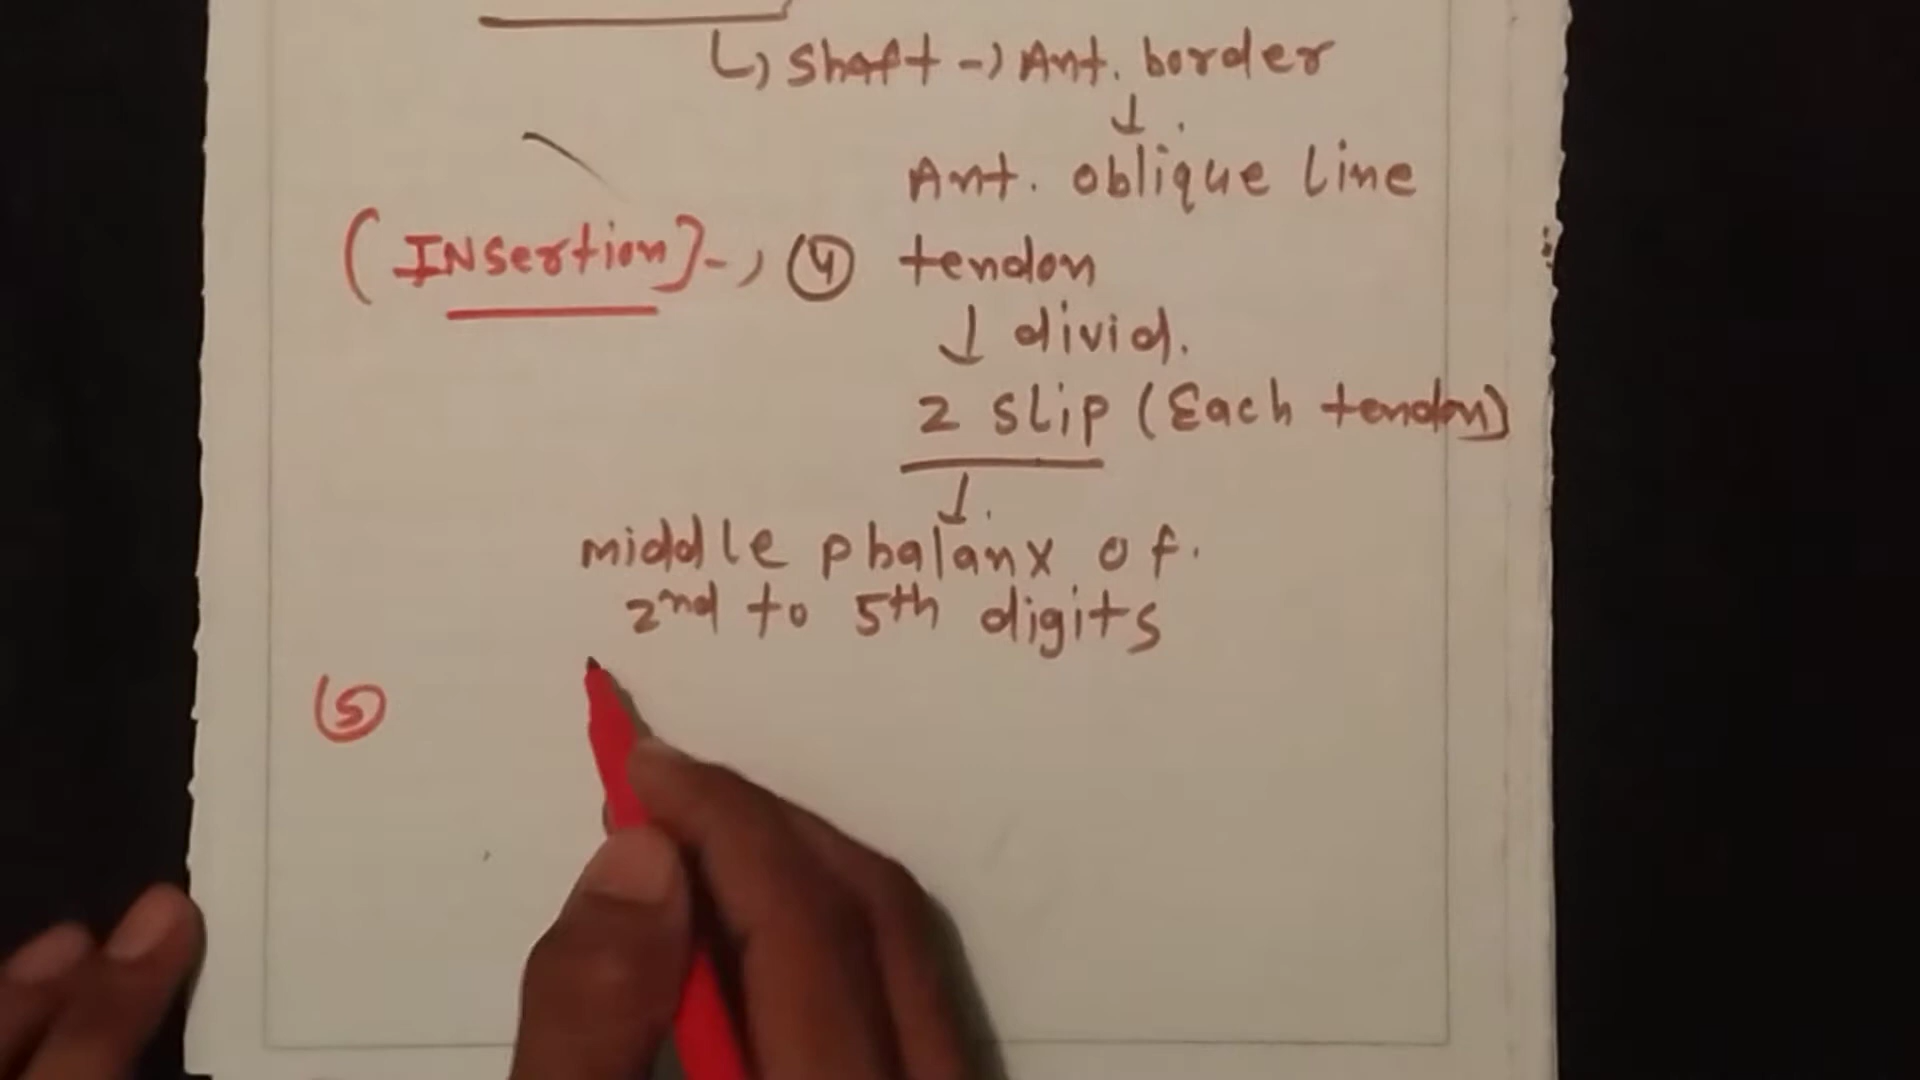 ↳ Shaft -> Ant. border
↓
Ant. oblique line
(INsertion) -> ④ tendon
↓ divid.
2 slip (Each tendon)
↓
middle phalanx of.
2nd to 5th digits
⑤